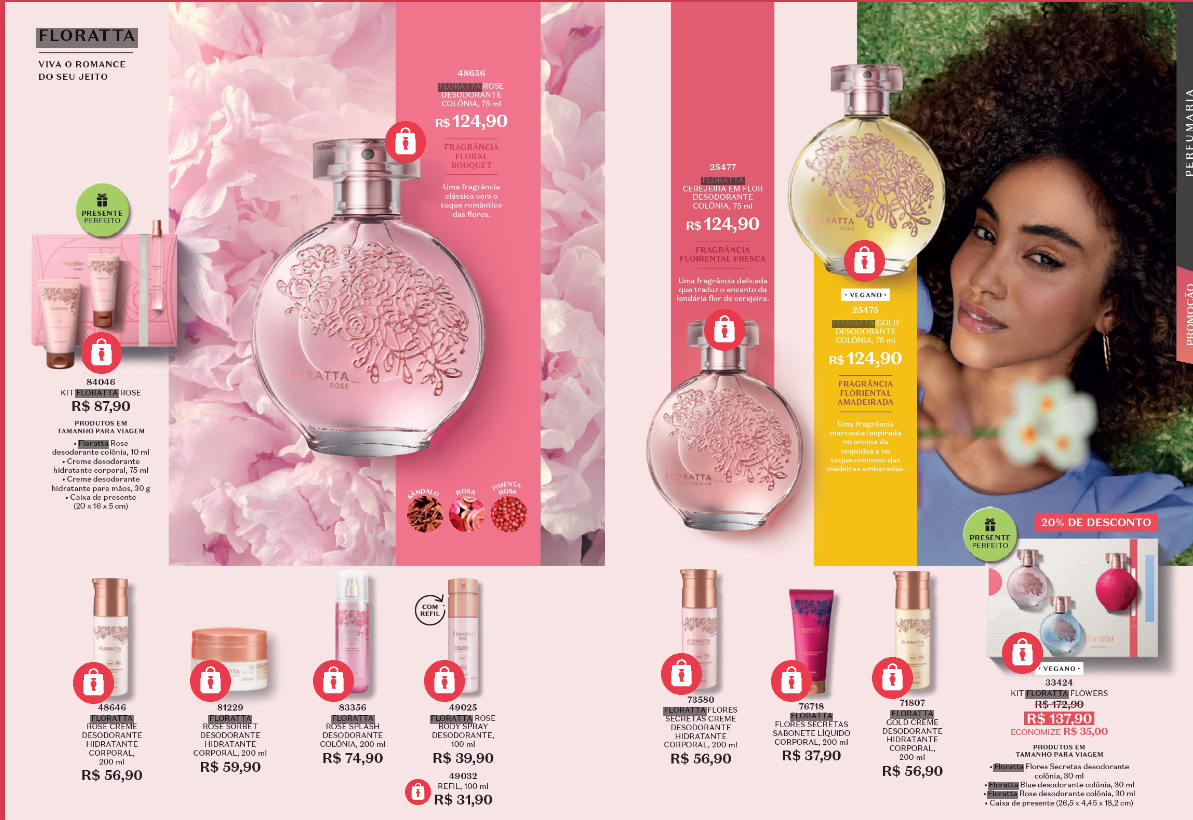 FLORATTA
VIVA O ROMANCE
DO SEU JEITO
PRESENTE
PERFEITO
84046
KIT FLORATTA ROSE
R$ 87,90
PRODUTOS EM
TAMANHO PARA VIAGEM
• Floratta Rose
desodorante colônia, 10 ml
• Creme desodorante
hidratante corporal, 75 ml
• Creme desodorante
hidratante para mãos, 30 g
• Caixa de presente
(20 x 16 x 5 cm)
48656
FLORATTA ROSE
DESODORANTE
COLÔNIA, 75 ml
R$ 124,90
FRAGRÂNCIA
FLORAL
BOUQUET
Uma fragrância
clássica com o
toque romântico
das flores.
FLORATTA
ROSE
SÂNDALO
ROSA
PIMENTA
ROSA
48646
FLORATTA
ROSE CREME
DESODORANTE
HIDRATANTE
CORPORAL,
200 ml
R$ 56,90
81229
FLORATTA
ROSE SORBET
DESODORANTE
HIDRATANTE
CORPORAL, 200 ml
R$ 59,90
83356
FLORATTA
ROSE SPLASH
DESODORANTE
COLÔNIA, 200 ml
R$ 74,90
COM
REFIL
49025
FLORATTA ROSE
BODY SPRAY
DESODORANTE,
100 ml
R$ 39,90
49032
REFIL, 100 ml
R$ 31,90
25477
FLORATTA
CEREJEIRA EM FLOR
DESODORANTE
COLÔNIA, 75 ml
R$ 124,90
FRAGRÂNCIA
FLORIENTAL FRESCA
Uma fragrância delicada
que traduz o encanto da
lendária flor de cerejeira.
FLORATTA
FLORATTA
GOLD
• VEGANO •
25475
FLORATTA GOLD
DESODORANTE
COLÔNIA, 75 ml
R$ 124,90
FRAGRÂNCIA
FLORIENTAL
AMADEIRADA
Uma fragrância
marcante inspirada
no aroma da
orquídea e no
toque cremoso das
madeiras ambaradas.
PERFUMARIA
PROMOÇÃO
73580
FLORATTA FLORES
SECRETAS CREME
DESODORANTE
HIDRATANTE
CORPORAL, 200 ml
R$ 56,90
76718
FLORATTA
FLORES SECRETAS
SABONETE LÍQUIDO
CORPORAL, 200 ml
R$ 37,90
71807
FLORATTA
GOLD CREME
DESODORANTE
HIDRATANTE
CORPORAL,
200 ml
R$ 56,90
PRESENTE
PERFEITO
20% DE DESCONTO
• VEGANO •
33424
KIT FLORATTA FLOWERS
R$ 172,90
R$ 137,90
ECONOMIZE R$ 35,00
PRODUTOS EM
TAMANHO PARA VIAGEM
• Floratta Flores Secretas desodorante
colônia, 30 ml
• Floratta Blue desodorante colônia, 30 ml
• Floratta Rose desodorante colônia, 30 ml
• Caixa de presente (26,5 x 4,45 x 18,2 cm)